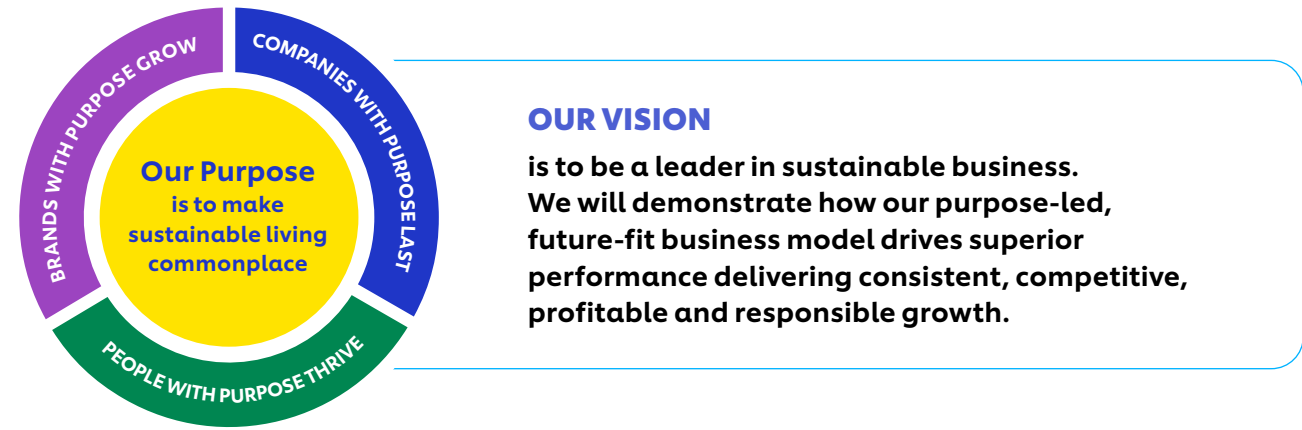 BRANDS WITH PURPOSE GROW
COMPANIES WITH PURPOSE LAST
PEOPLE WITH PURPOSE THRIVE
Our Purpose
is to make
sustainable living
commonplace
OUR VISION
is to be a leader in sustainable business.
We will demonstrate how our purpose-led,
future-fit business model drives superior
performance delivering consistent, competitive,
profitable and responsible growth.